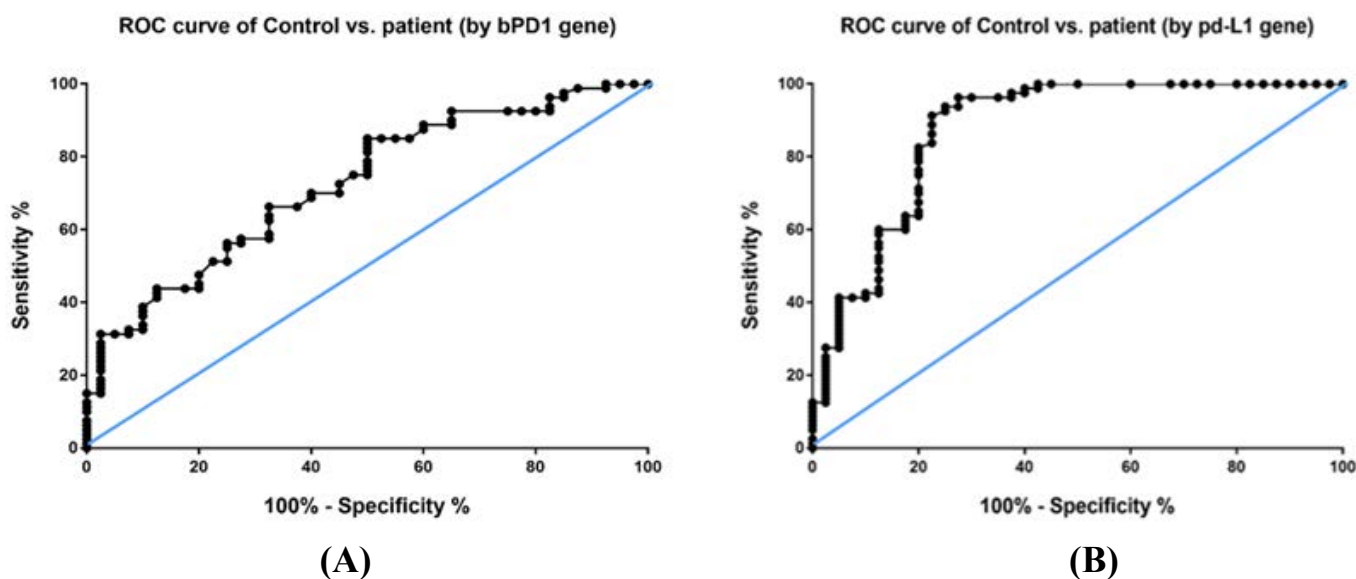 ROC curve of Control vs. patient (by bPD1 gene)
100
80
60
40
20
0
Sensitivity %
0 20 40 60 80 100
100% - Specificity %
(A)
ROC curve of Control vs. patient (by pd-L1 gene)
100
80
60
40
20
0
Sensitivity %
0 20 40 60 80 100
100% - Specificity %
(B)